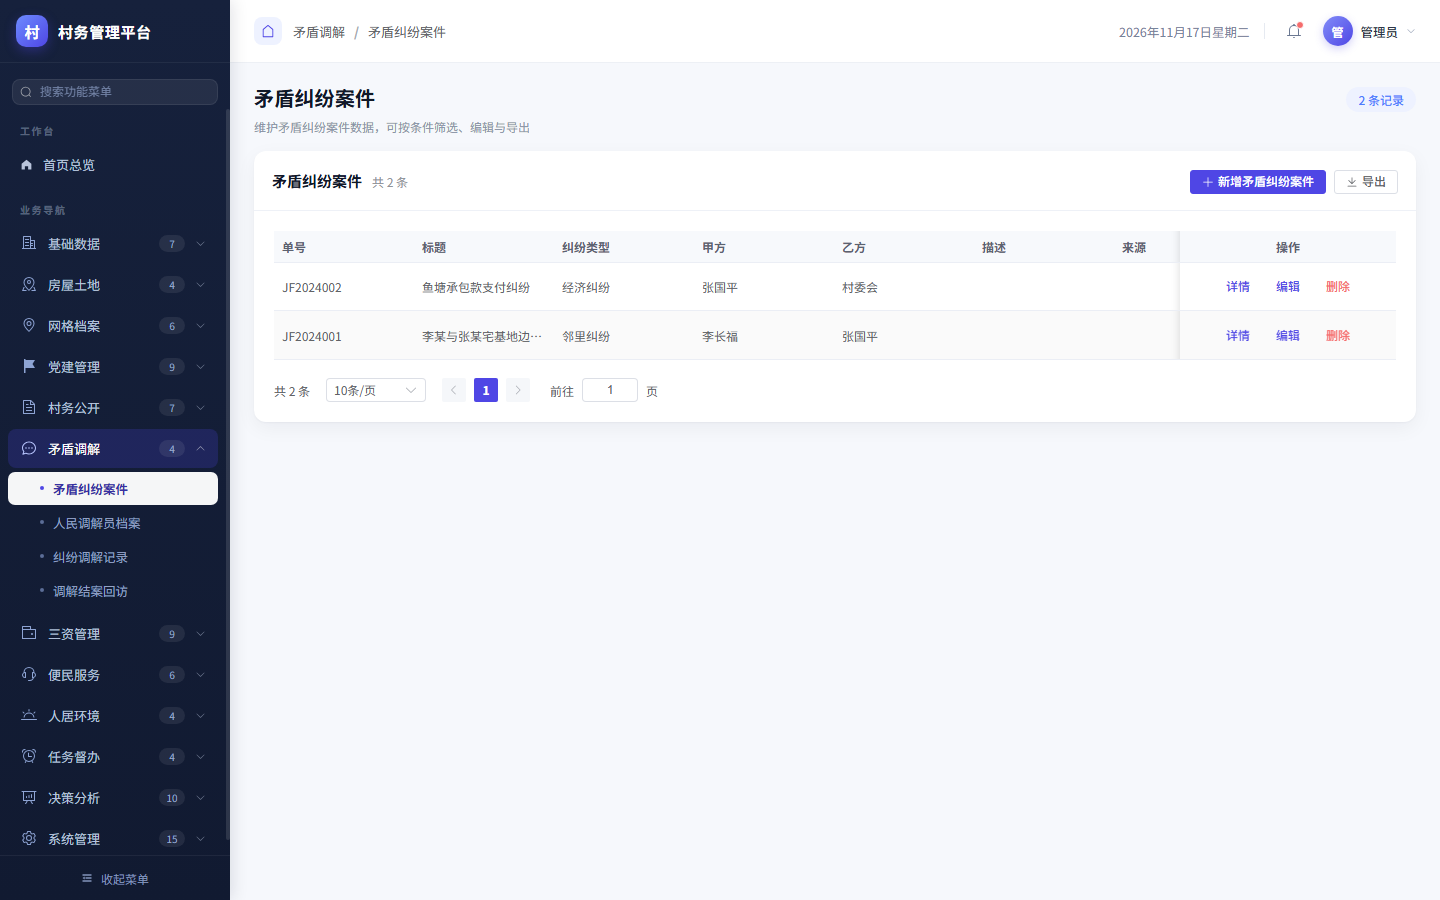 村 村务管理平台
搜索功能菜单
工作台
首页总览
业务导航
基础数据 7
房屋土地 4
网格档案 6
党建管理 9
村务公开 7
矛盾调解 4
矛盾纠纷案件
人民调解员档案
纠纷调解记录
调解结案回访
三资管理 9
便民服务 6
人居环境 4
任务督办 4
决策分析 10
系统管理 15
收起菜单
矛盾调解 / 矛盾纠纷案件
2026年11月17日星期二 管 管理员
矛盾纠纷案件
2 条记录
维护矛盾纠纷案件数据，可按条件筛选、编辑与导出
矛盾纠纷案件 共 2 条
新增矛盾纠纷案件 导出
单号 标题 纠纷类型 甲方 乙方 描述 来源 操作
JF2024002 鱼塘承包款支付纠纷 经济纠纷 张国平 村委会 详情 编辑 删除
JF2024001 李某与张某宅基地边… 邻里纠纷 李长福 张国平 详情 编辑 删除
共 2 条 10条/页 1 前往 1 页